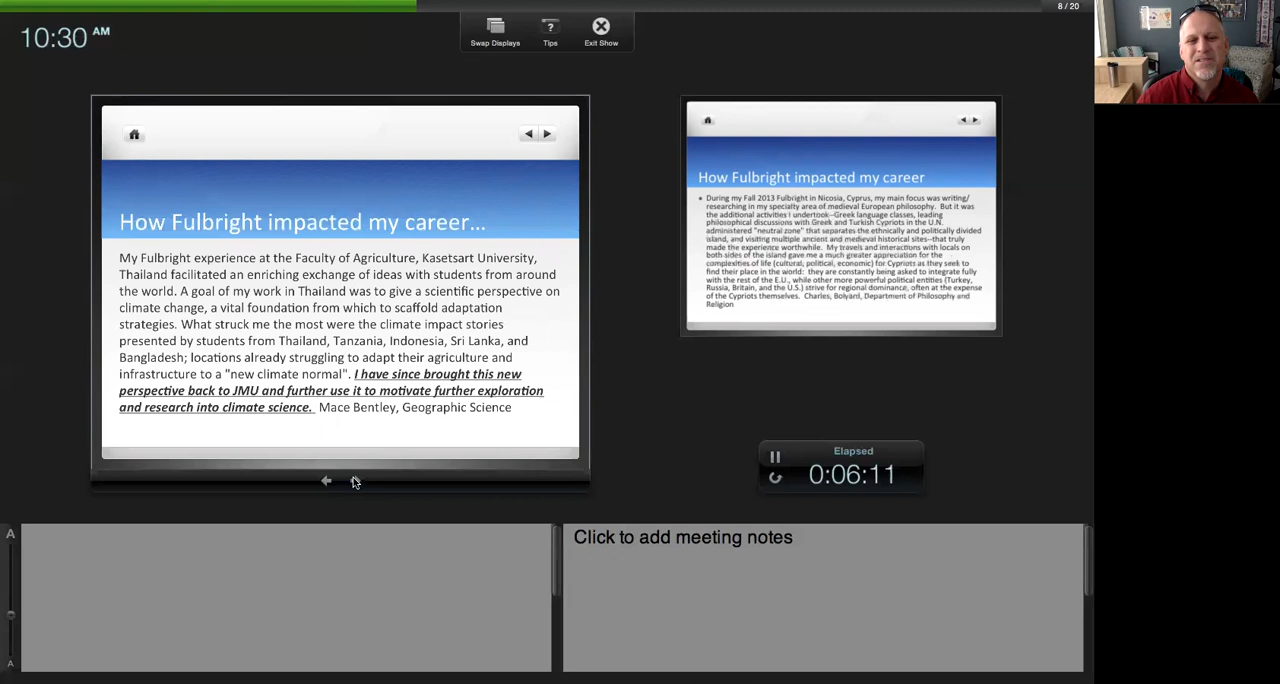 8 / 20
10:30 AM
Swap Displays
Tips
Exit Show
How Fulbright impacted my career...
My Fulbright experience at the Faculty of Agriculture, Kasetsart University,
Thailand facilitated an enriching exchange of ideas with students from around
the world. A goal of my work in Thailand was to give a scientific perspective on
climate change, a vital foundation from which to scaffold adaptation
strategies. What struck me the most were the climate impact stories
presented by students from Thailand, Tanzania, Indonesia, Sri Lanka, and
Bangladesh; locations already struggling to adapt their agriculture and
infrastructure to a "new climate normal". I have since brought this new
perspective back to JMU and further use it to motivate further exploration
and research into climate science. Mace Bentley, Geographic Science
How Fulbright impacted my career
During my Fall 2013 Fulbright in Nicosia, Cyprus, my main focus was writing/
researching in my specialty area of medieval European philosophy. But it was
the additional activities I undertook--Greek language classes, leading
philosophical discussions with Greek and Turkish Cypriots in the U.N.
administered "neutral zone" that separates the ethnically and politically divided
island, and visiting multiple ancient and medieval historical sites--that truly
made the experience worthwhile. My travels and interactions with locals on
both sides of the island gave me a much greater appreciation for the
complexities of life (cultural, political, economic) for Cypriots as they seek to
find their place in the world: they are constantly being asked to integrate fully
with the rest of the E.U., while other more powerful political entities (Turkey,
Russia, Britain, and the U.S.) strive for regional dominance, often at the expense
of the Cypriots themselves. Charles, Bolyard, Department of Philosophy and
Religion
Elapsed
0:06:11
A
A
Click to add meeting notes